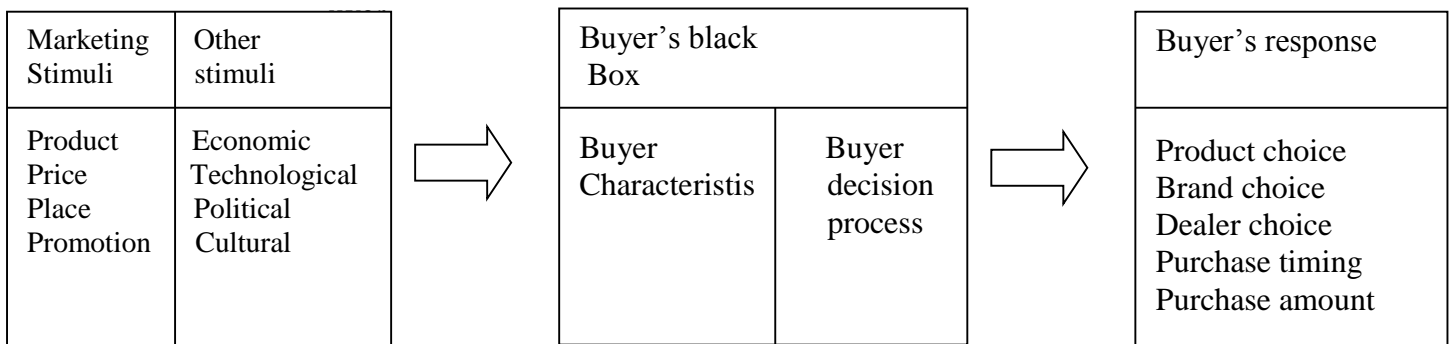 Marketing
Stimuli
Other
stimuli
Product
Price
Place
Promotion
Economic
Technological
Political
Cultural
Buyer’s black
Box
Buyer
Characteristis
Buyer
decision
process
Buyer’s response
Product choice
Brand choice
Dealer choice
Purchase timing
Purchase amount